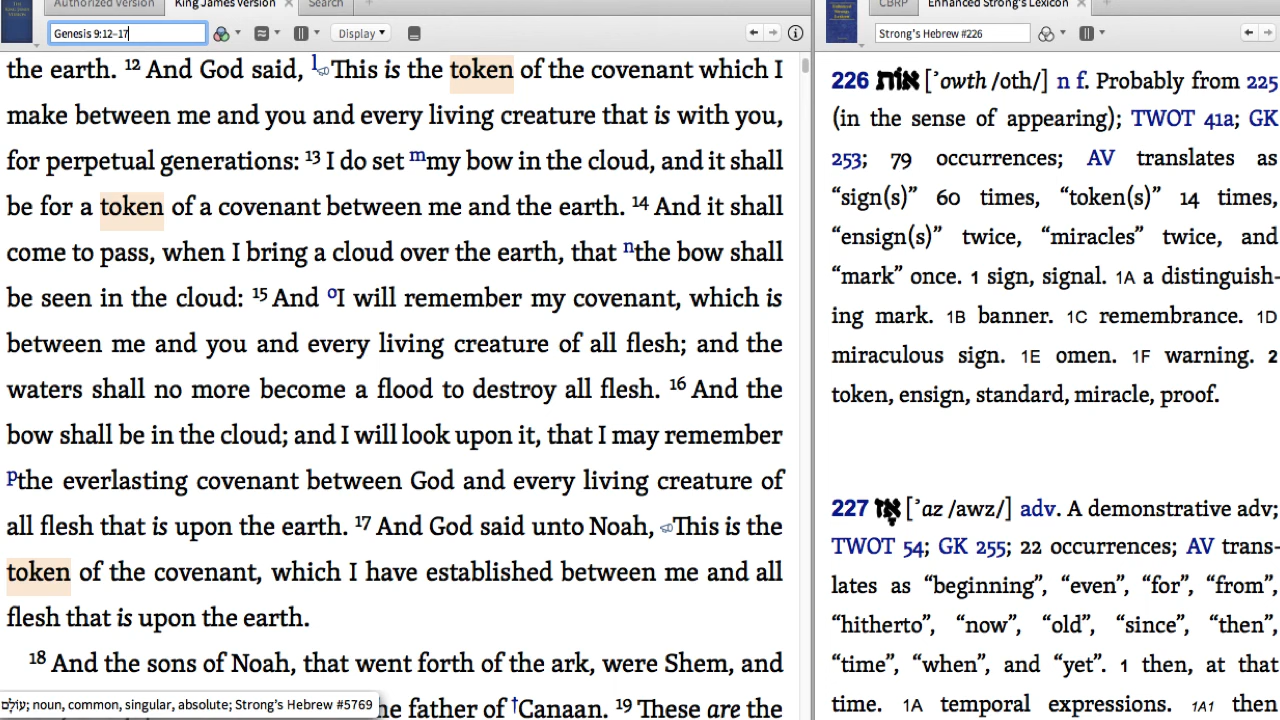 Authorized Version
King James Version
Search
Genesis 9:12–17
Display
the earth. 12 And God said, l This is the token of the covenant which I
make between me and you and every living creature that is with you,
for perpetual generations: 13 I do set m my bow in the cloud, and it shall
be for a token of a covenant between me and the earth. 14 And it shall
come to pass, when I bring a cloud over the earth, that n the bow shall
be seen in the cloud: 15 And o I will remember my covenant, which is
between me and you and every living creature of all flesh; and the
waters shall no more become a flood to destroy all flesh. 16 And the
bow shall be in the cloud; and I will look upon it, that I may remember
p the everlasting covenant between God and every living creature of
all flesh that is upon the earth. 17 And God said unto Noah, This is the
token of the covenant, which I have established between me and all
flesh that is upon the earth.
18 And the sons of Noah, that went forth of the ark, were Shem, and
he father of †Canaan. 19 These are the
עוֹלָם; noun, common, singular, absolute; Strong's Hebrew #5769
CBRP
Enhanced Strong's Lexicon
Strong's Hebrew #226
226 אוֹת [ʾowth /oth/] n f. Probably from 225
(in the sense of appearing); TWOT 41a; GK
253; 79 occurrences; AV translates as
“sign(s)” 60 times, “token(s)” 14 times,
“ensign(s)” twice, “miracles” twice, and
“mark” once. 1 sign, signal. 1A a distinguish-
ing mark. 1B banner. 1C remembrance. 1D
miraculous sign. 1E omen. 1F warning. 2
token, ensign, standard, miracle, proof.
227 אָז [ʾaz /awz/] adv. A demonstrative adv;
TWOT 54; GK 255; 22 occurrences; AV trans-
lates as “beginning”, “even”, “for”, “from”,
“hitherto”, “now”, “old”, “since”, “then”,
“time”, “when”, and “yet”. 1 then, at that
time. 1A temporal expressions. 1A1 then